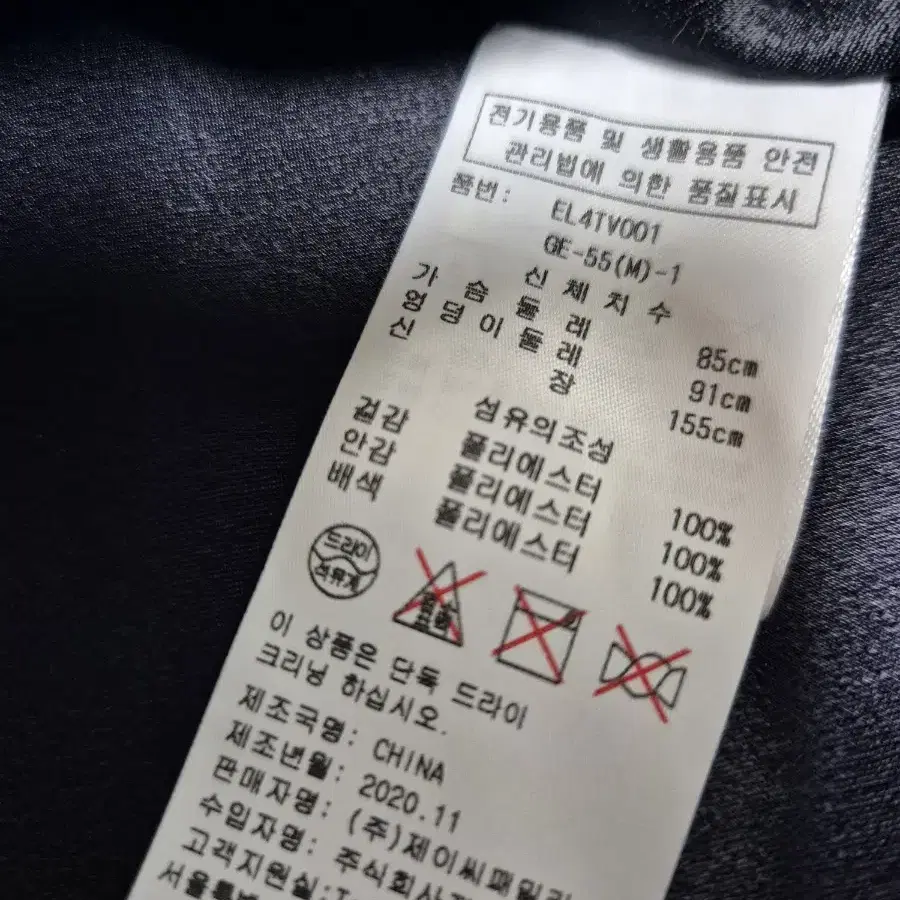 전기용품 및 생활용품 안전
관리법에 의한 품질표시
품번: EL4TV001
GE-55(M)-1
신 체 치 수
가 슴 둘 레 85cm
엉 덩 이 둘 레 91cm
신 장 155cm
섬유의조성
겉감 폴리에스터 100%
안감 폴리에스터 100%
배색 폴리에스터 100%
드라이
석유계
이 상품은 단독 드라이
크리닝 하십시오.
제조국명: CHINA
제조년월: 2020.11
판매자명: (주)제이씨패밀리
수입자명: 주식회사
고객지원실: